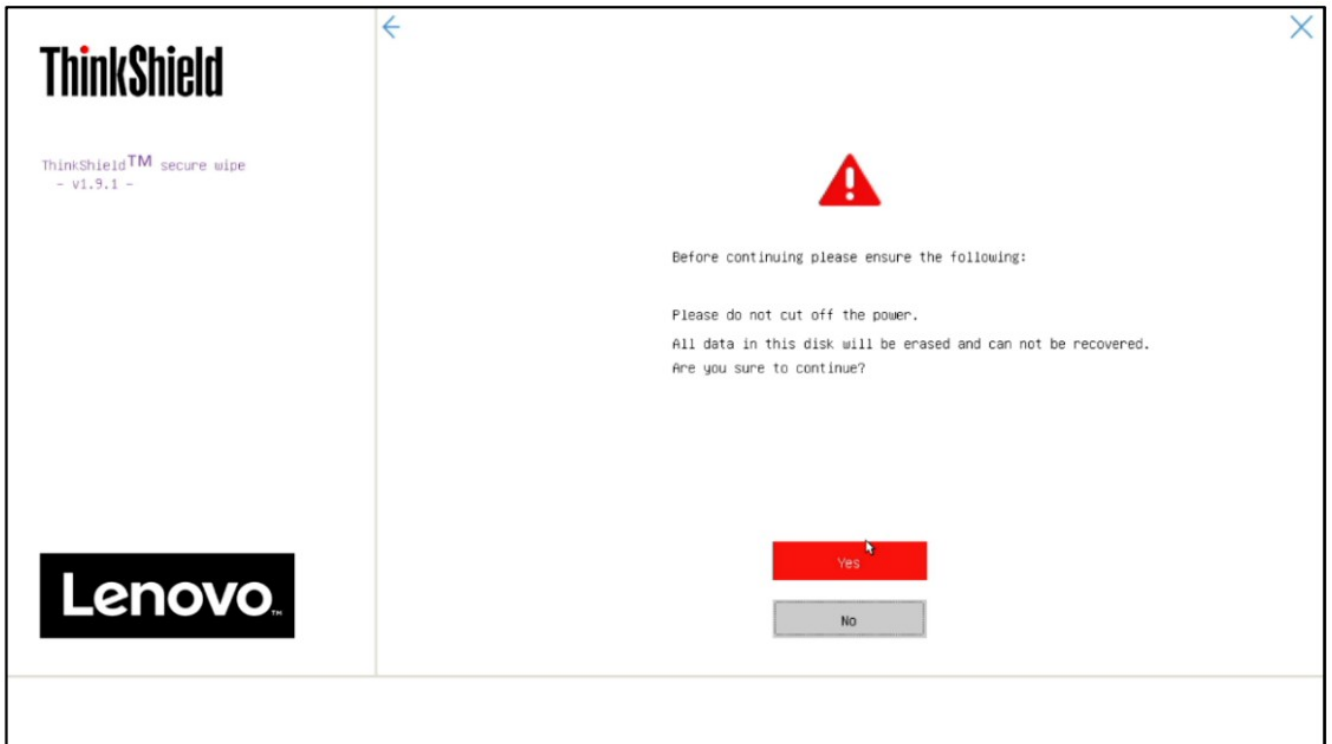 ThinkShield
ThinkShield™ secure wipe
- v1.9.1 -
Before continuing please ensure the following:
Please do not cut off the power.
All data in this disk will be erased and can not be recovered.
Are you sure to continue?
Yes
No
Lenovo™